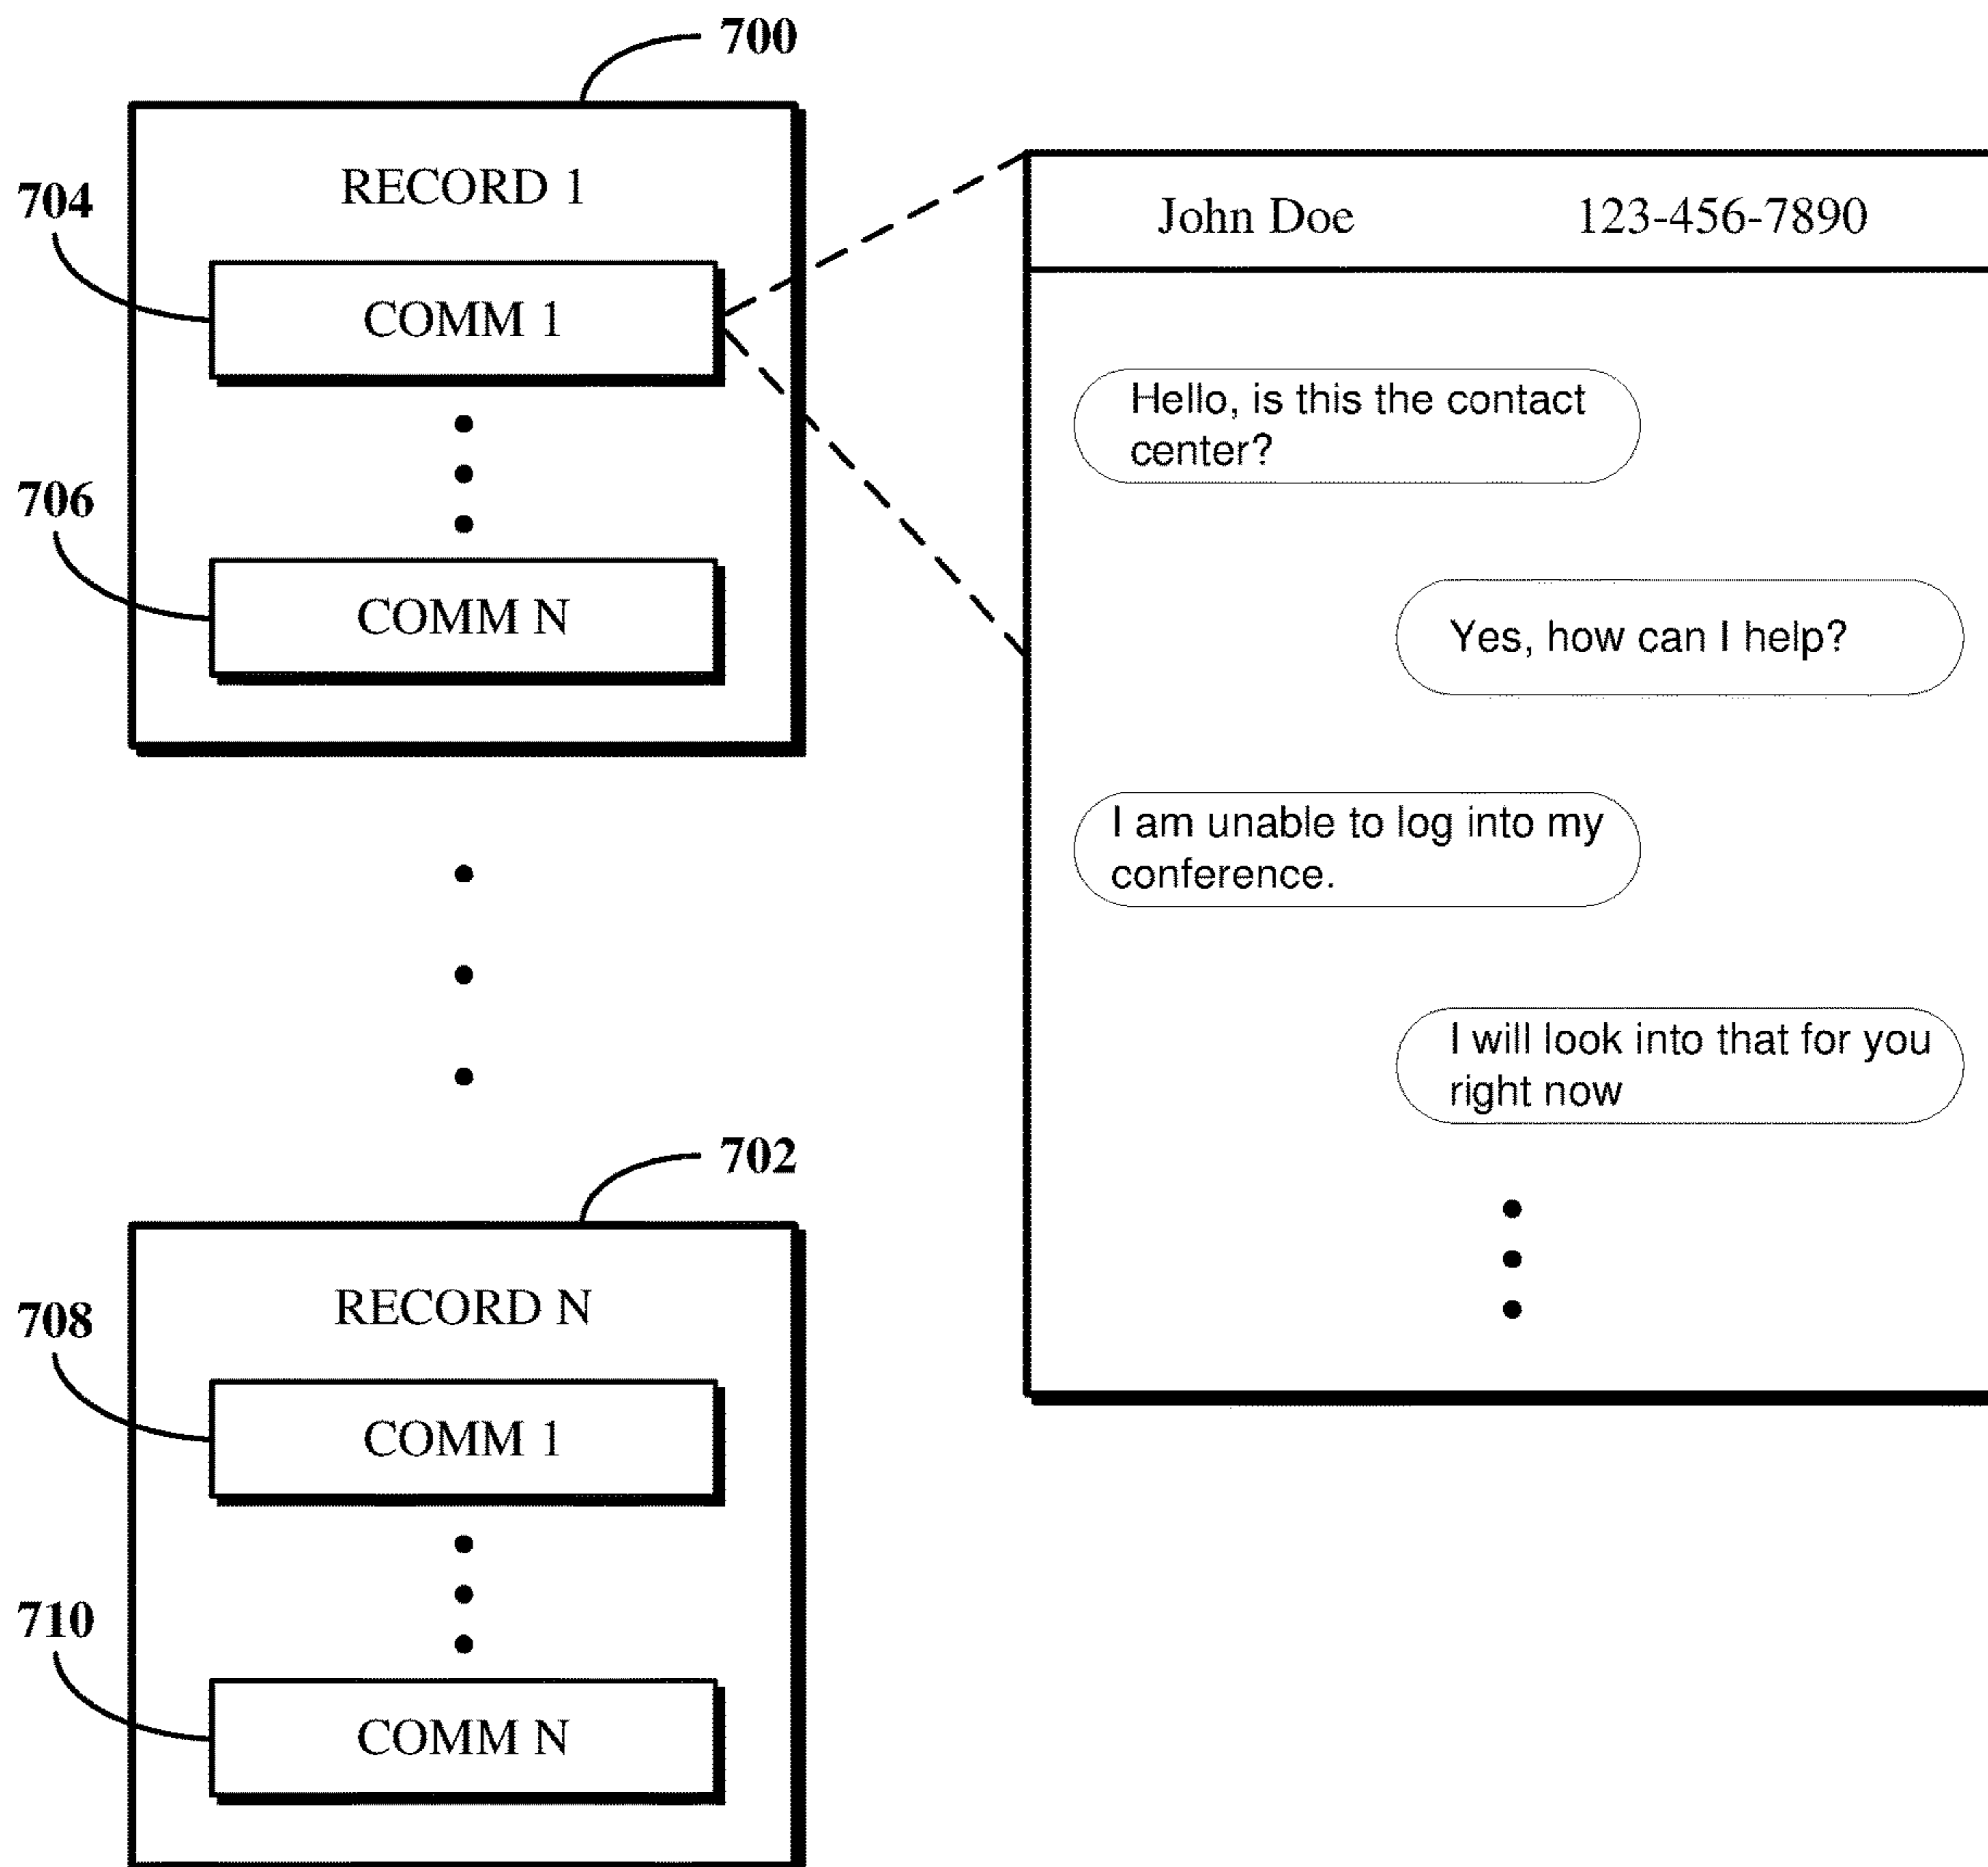 700
RECORD 1
704
COMM 1
706
COMM N
John Doe 123-456-7890
Hello, is this the contact
center?
Yes, how can I help?
I am unable to log into my
conference.
I will look into that for you
right now
702
RECORD N
708
COMM 1
710
COMM N